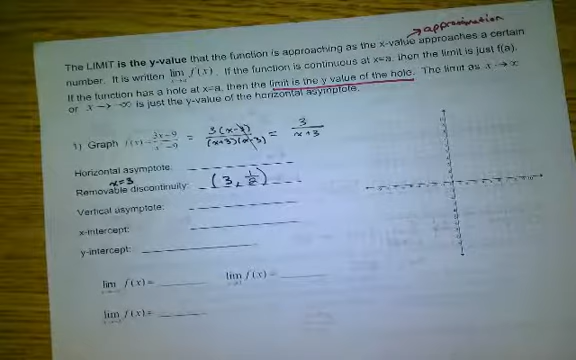 approximation
The LIMIT is the y-value that the function is approaching as the x-value approaches a certain
number. It is written lim f(x). If the function is continuous at x=a, then the limit is just f(a).
If the function has a hole at x=a, then the limit is the y value of the hole. The limit as x→∞
or x→-∞ is just the y-value of the horizontal asymptote.
1) Graph f(x)= 3x-9 / x²-9 = 3(x-3) / (x+3)(x-3) = 3 / x+3
Horizontal asymptote:
x=3
Removable discontinuity: (3, 1/2)
Vertical asymptote:
x-intercept:
y-intercept:
lim f(x)= lim f(x)=
lim f(x)=